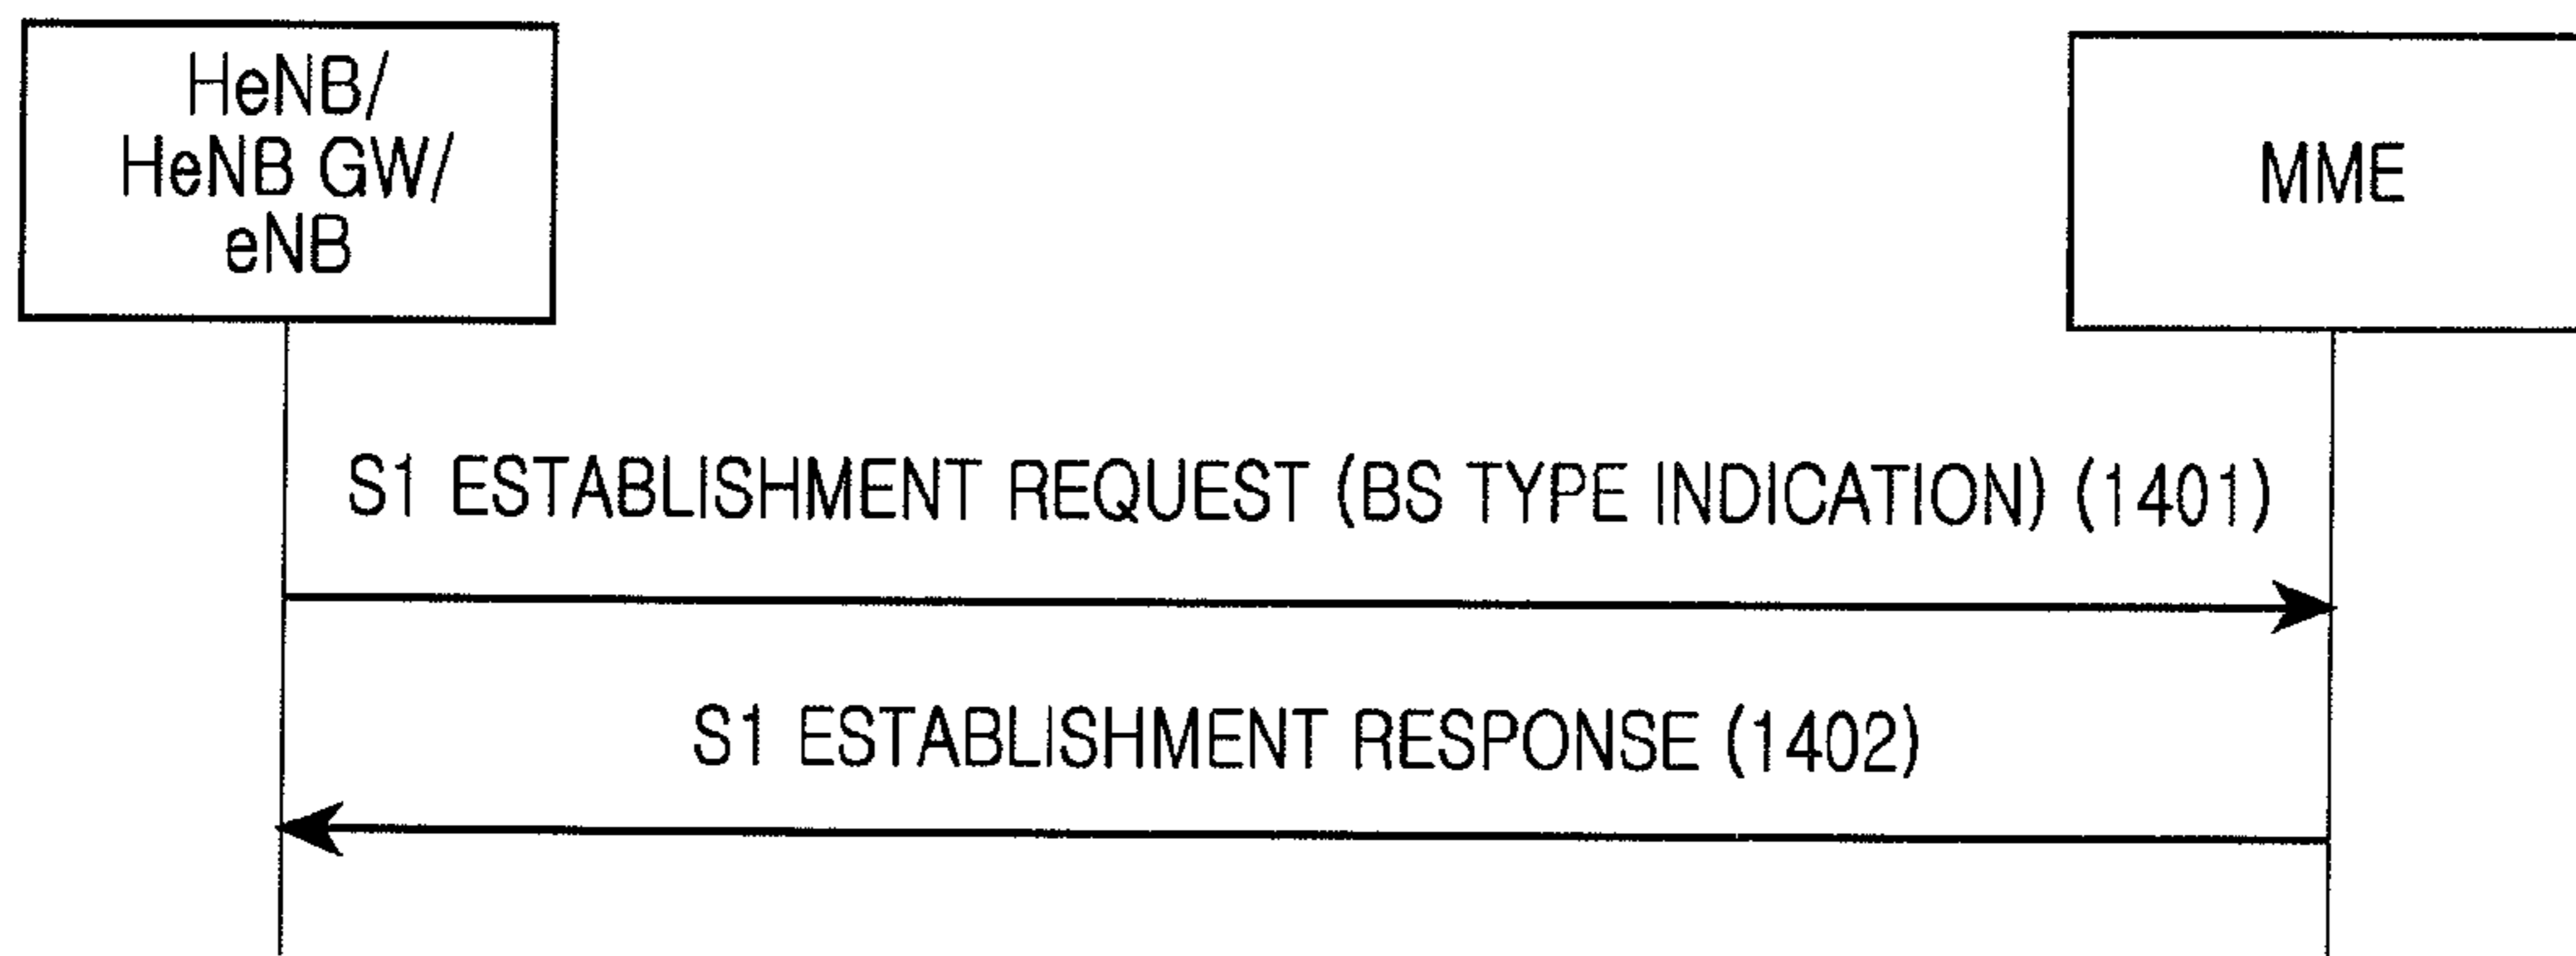 HeNB/
HeNB GW/
eNB
MME
S1 ESTABLISHMENT REQUEST (BS TYPE INDICATION) (1401)
S1 ESTABLISHMENT RESPONSE (1402)